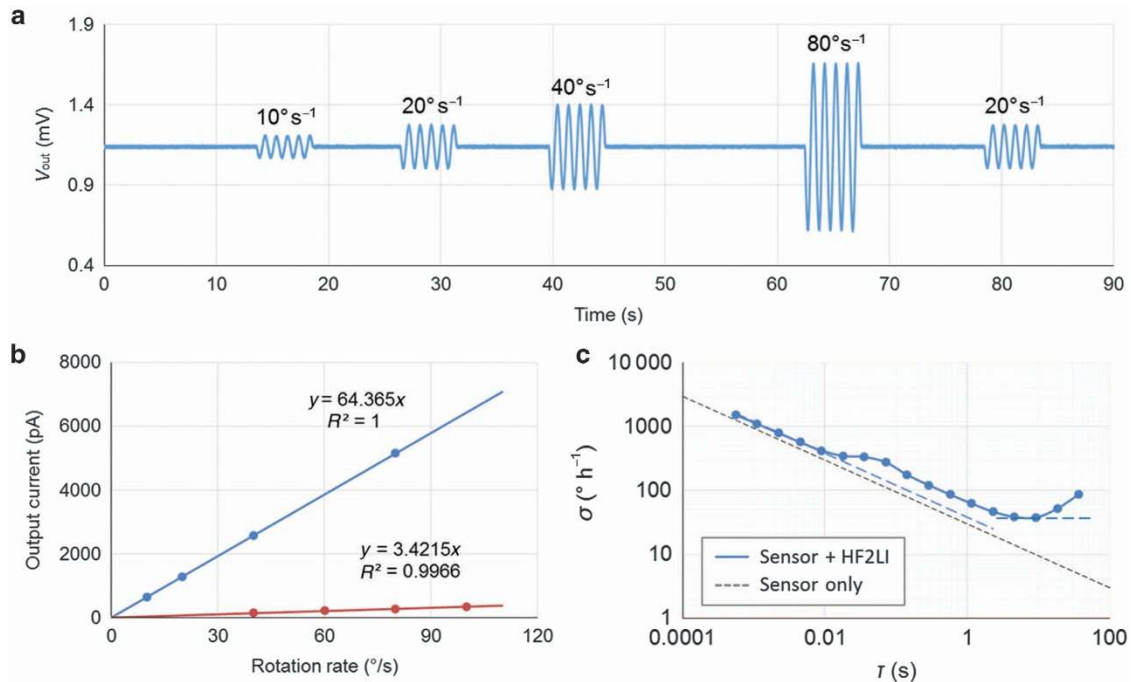 a
1.9
1.4
0.9
0.4
Vout (mV)
10° s⁻¹
20° s⁻¹
40° s⁻¹
80° s⁻¹
20° s⁻¹
0 10 20 30 40 50 60 70 80 90
Time (s)
b
8000
6000
4000
2000
0
Output current (pA)
y = 64.365x
R² = 1
y = 3.4215x
R² = 0.9966
0 30 60 90 120
Rotation rate (°/s)
c
10 000
1000
100
10
1
σ (° h⁻¹)
Sensor + HF2LI
Sensor only
0.0001 0.01 1 100
τ (s)